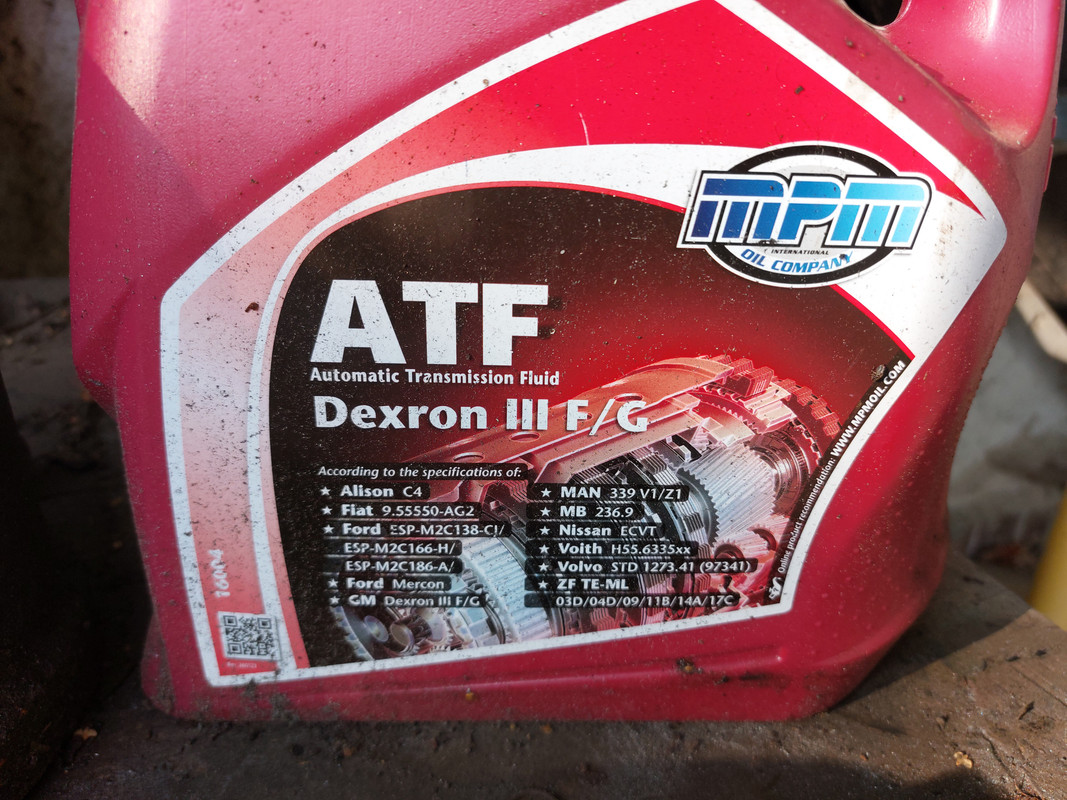 MPM
INTERNATIONAL
OIL COMPANY
ATF
Automatic Transmission Fluid
Dexron III F/G
According to the specifications of:
★ Alison C4
★ Fiat 9.55550-AG2
★ Ford ESP-M2C138-CJ/
ESP-M2C166-H/
ESP-M2C186-A/
★ Ford Mercon
★ GM Dexron III F/G
★ MAN 339 V1/Z1
★ MB 236.9
★ Nissan ECVT
★ Voith H55.6335xx
★ Volvo STD 1273.41 (97341)
★ ZF TE-ML
03D/04D/09/11B/14A/17C
Online product recommendation: WWW.MPMOIL.COM